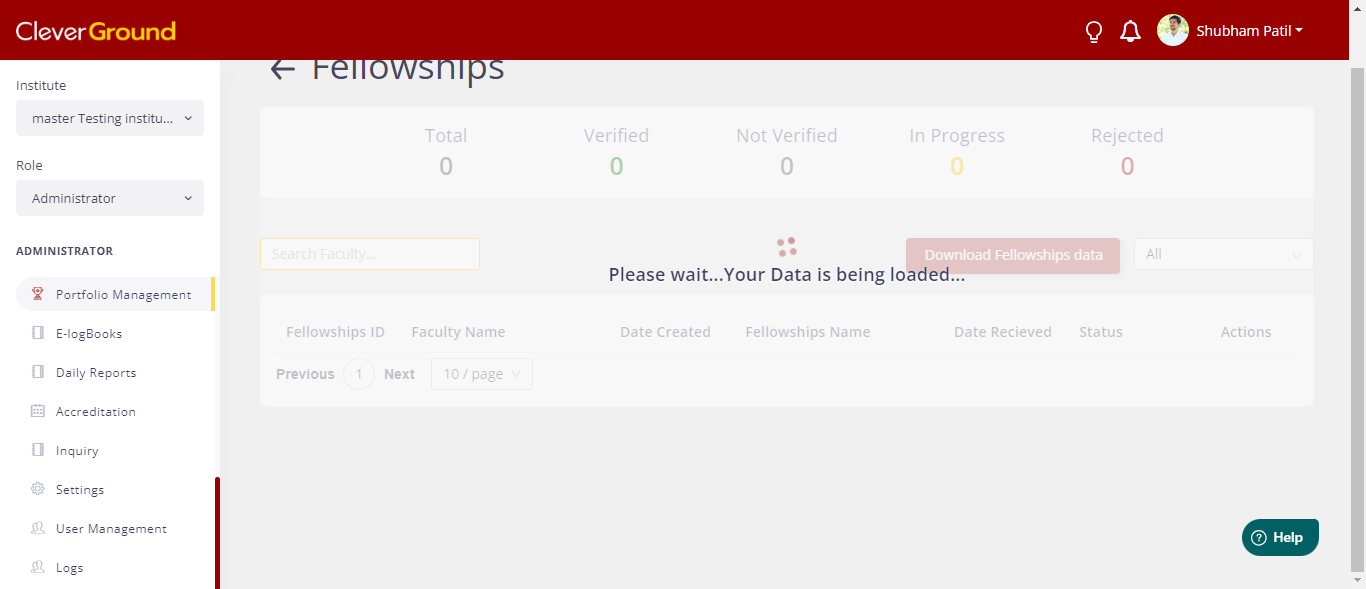 CleverGround
Shubham Patil
Institute
master Testing institu...
Role
Administrator
ADMINISTRATOR
Portfolio Management
E-logBooks
Daily Reports
Accreditation
Inquiry
Settings
User Management
Logs
Fellowships
Total Verified Not Verified In Progress Rejected
0 0 0 0 0
Search Faculty... Download Fellowships data All
Please wait...Your Data is being loaded...
Fellowships ID Faculty Name Date Created Fellowships Name Date Recieved Status Actions
Previous 1 Next 10 / page
Help